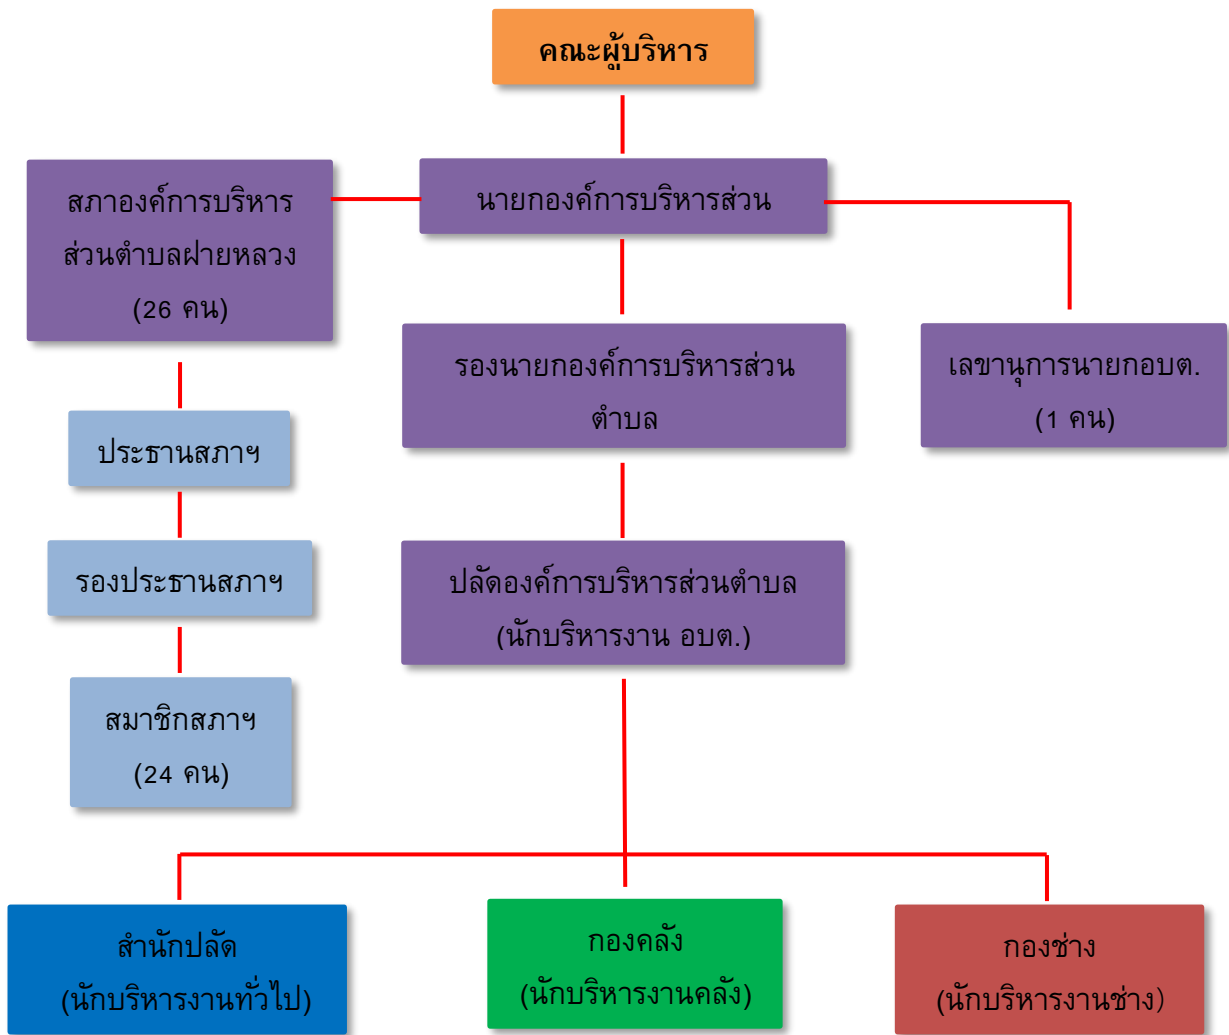 คณะผู้บริหาร
สภาองค์การบริหาร
ส่วนตำบลฝายหลวง
(26 คน)
นายกองค์การบริหารส่วน
รองนายกองค์การบริหารส่วน
ตำบล
เลขานุการนายกอบต.
(1 คน)
ประธานสภาฯ
รองประธานสภาฯ
สมาชิกสภาฯ
(24 คน)
ปลัดองค์การบริหารส่วนตำบล
(นักบริหารงาน อบต.)
สำนักปลัด
(นักบริหารงานทั่วไป)
กองคลัง
(นักบริหารงานคลัง)
กองช่าง
(นักบริหารงานช่าง)